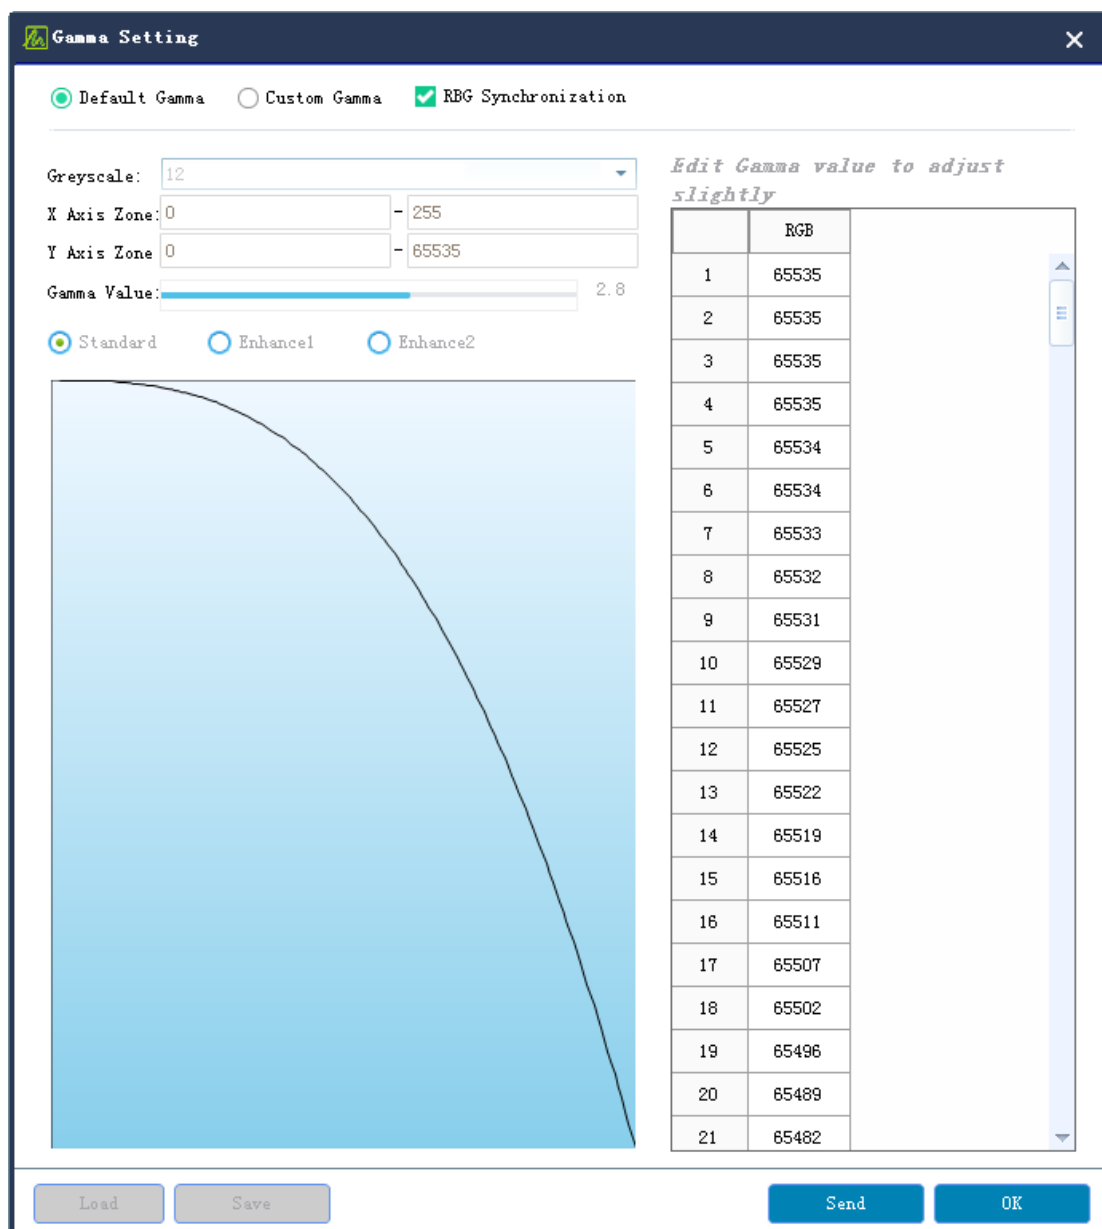 Gamma Setting
Default Gamma Custom Gamma RBG Synchronization
Greyscale: 12
X Axis Zone: 0 - 255
Y Axis Zone 0 - 65535
Gamma Value: 2.8
Standard Enhance1 Enhance2
Edit Gamma value to adjust
slightly
RGB
1 65535
2 65535
3 65535
4 65535
5 65534
6 65534
7 65533
8 65532
9 65531
10 65529
11 65527
12 65525
13 65522
14 65519
15 65516
16 65511
17 65507
18 65502
19 65496
20 65489
21 65482
Load Save Send OK